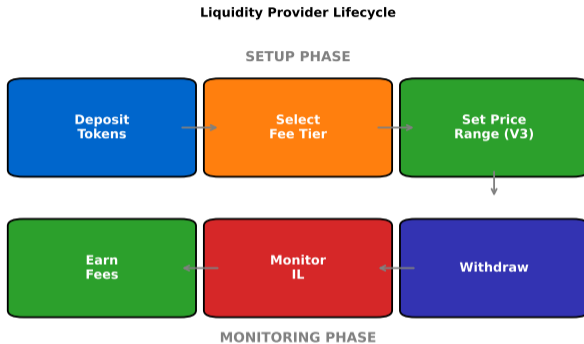 Liquidity Provider Lifecycle
SETUP PHASE
Deposit
Tokens
Select
Fee Tier
Set Price
Range (V3)
Earn
Fees
Monitor
IL
Withdraw
MONITORING PHASE